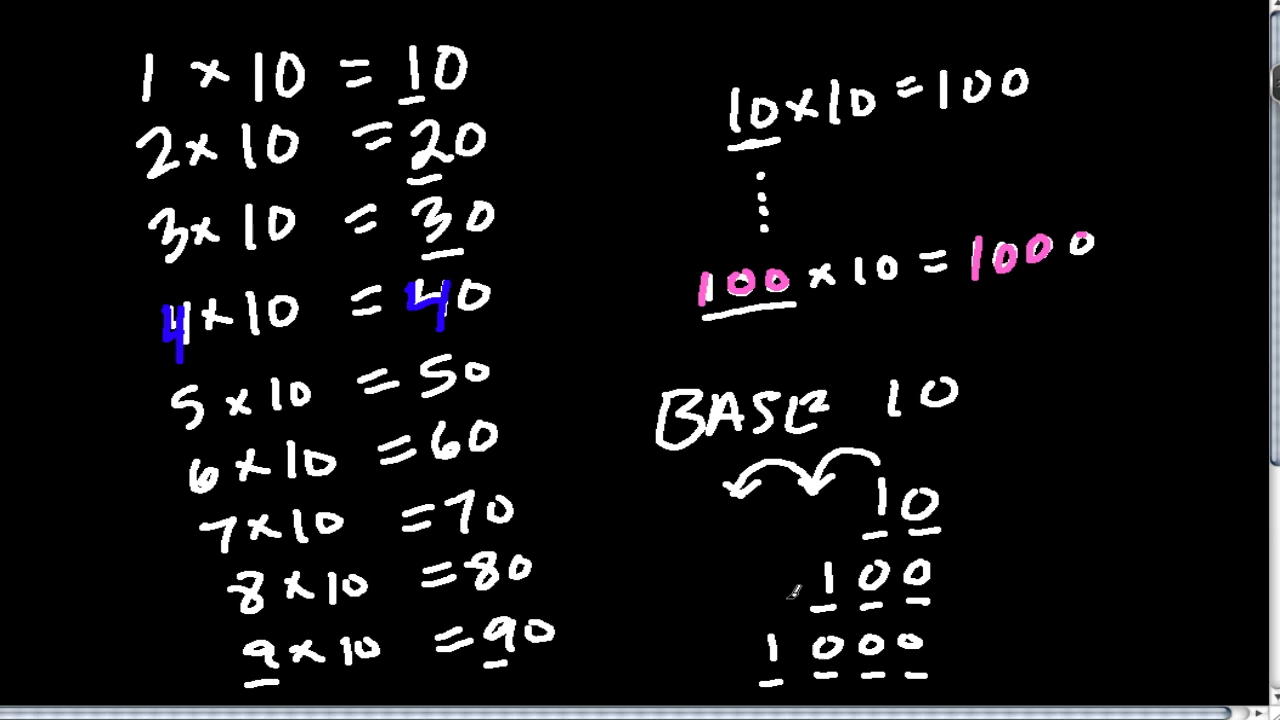 1 × 10 = 10
2 × 10 = 20
3 × 10 = 30
4 × 10 = 40
5 × 10 = 50
6 × 10 = 60
7 × 10 = 70
8 × 10 = 80
9 × 10 = 90
10 × 10 = 100
⋮
100 × 10 = 1000
BASE 10
10
100
1000